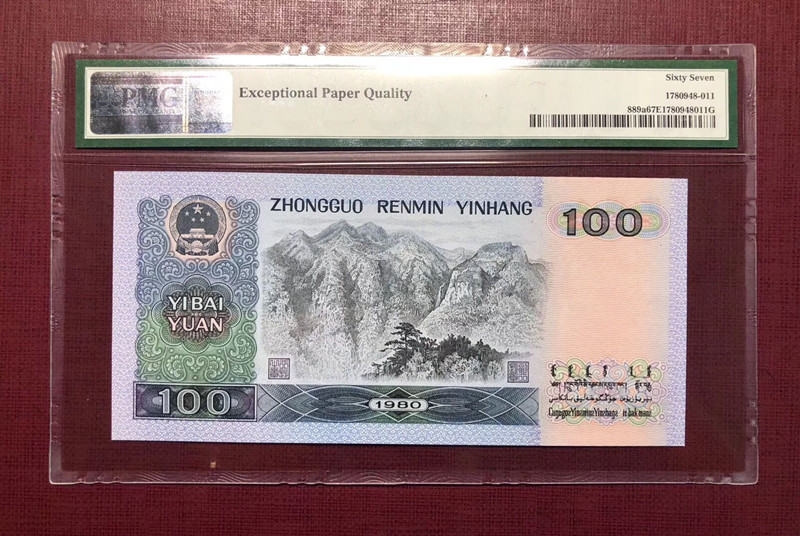 PMG
Exceptional Paper Quality
Sixty Seven
1780948-011
889a67E1780948011G
ZHONGGUO RENMIN YINHANG
100
YIBAI
YUAN
100
1980